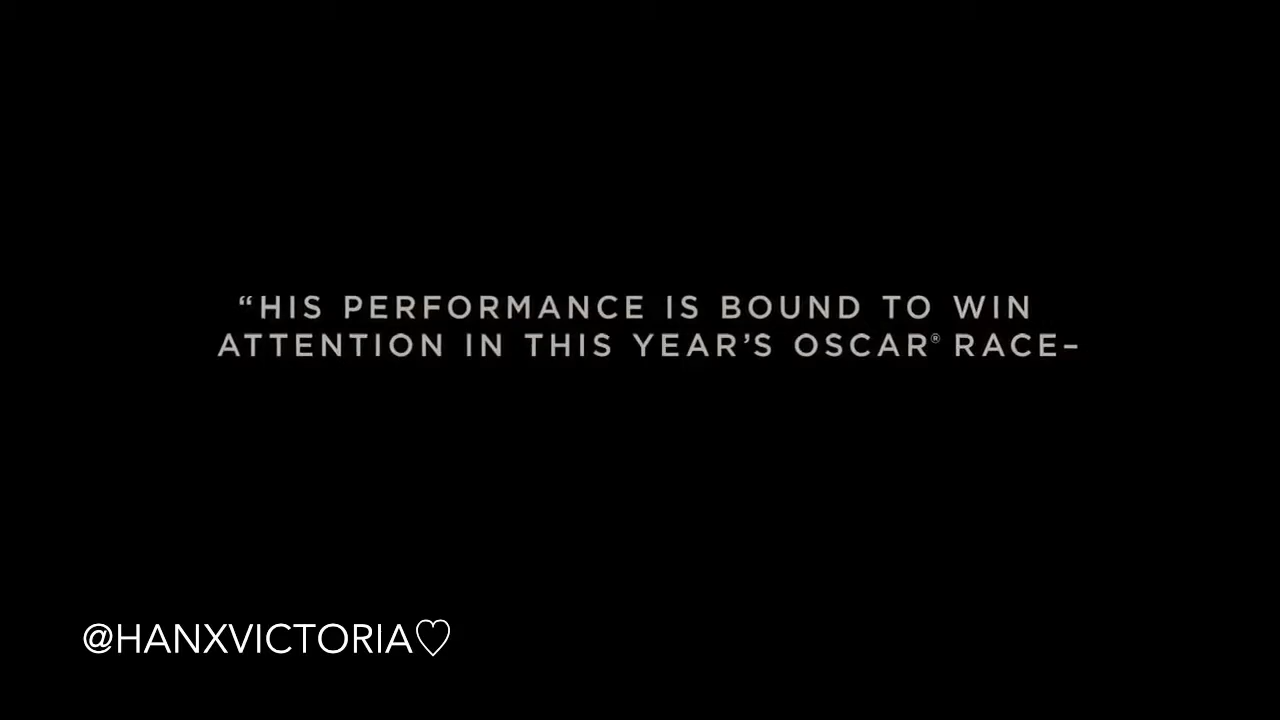 “HIS PERFORMANCE IS BOUND TO WIN
ATTENTION IN THIS YEAR’S OSCAR® RACE–
@HANXVICTORIA♡